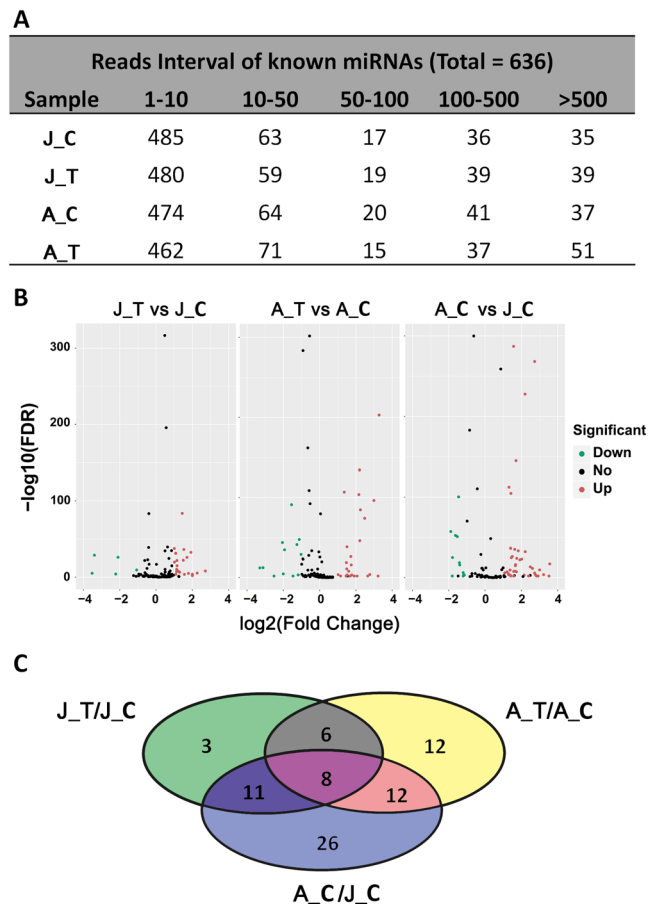 A
Reads Interval of known miRNAs (Total = 636)
Sample 1-10 10-50 50-100 100-500 >500
J_C 485 63 17 36 35
J_T 480 59 19 39 39
A_C 474 64 20 41 37
A_T 462 71 15 37 51
B
J_T vs J_C A_T vs A_C A_C vs J_C
300
200
100
0
−log10(FDR)
−4 −2 0 2 4 −4 −2 0 2 4 −4 −2 0 2 4
log2(Fold Change)
Significant
Down
No
Up
C
J_T/J_C A_T/A_C
3 6 12
11 8 12
26
A_C/J_C